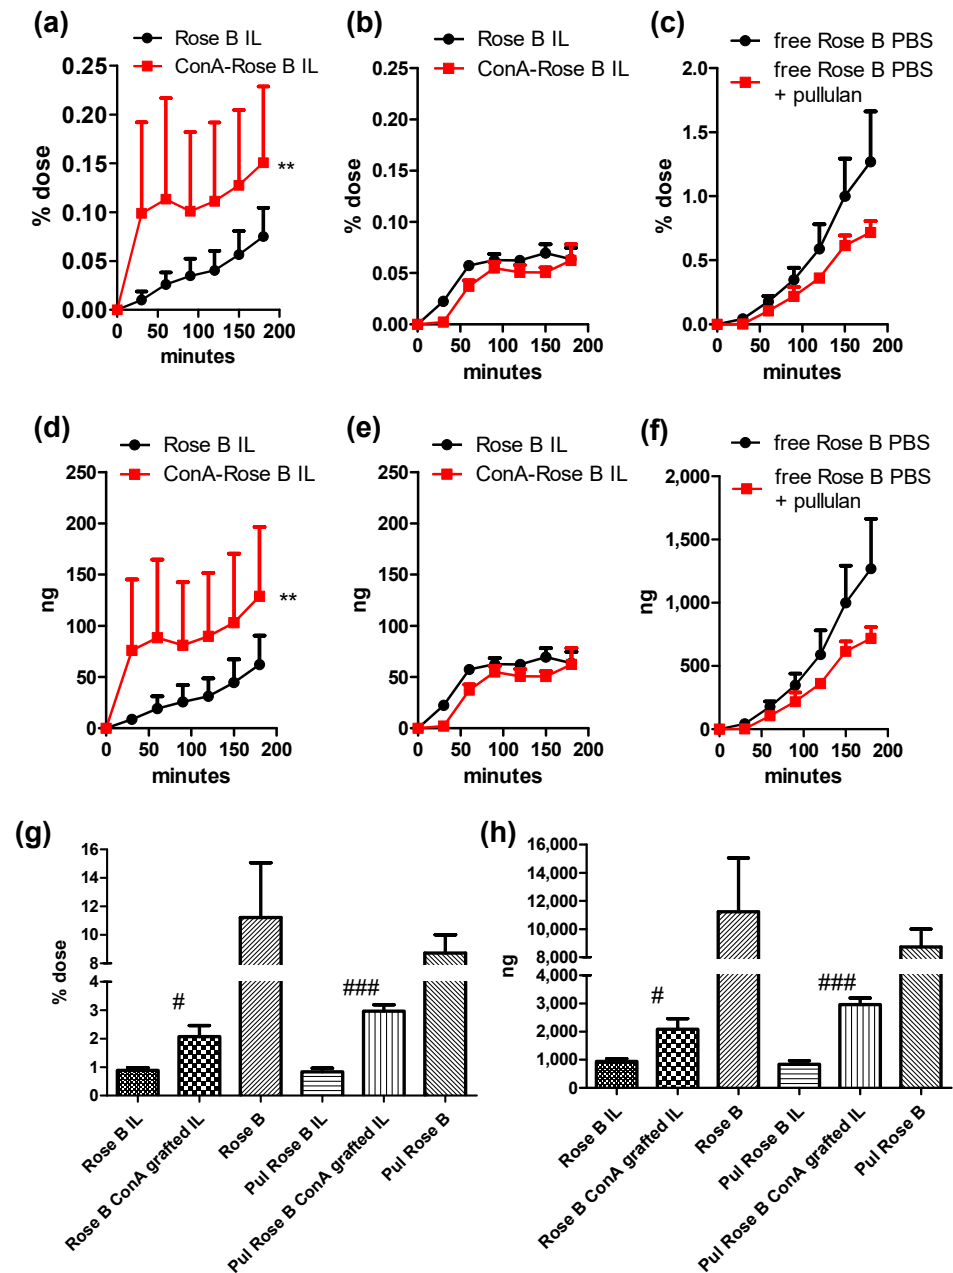 (a)
Rose B IL
ConA-Rose B IL
0.25
0.20
0.15
0.10
0.05
0.00
% dose
**
0 50 100 150 200
minutes
(b)
Rose B IL
ConA-Rose B IL
0.25
0.20
0.15
0.10
0.05
0.00
% dose
0 50 100 150 200
minutes
(c)
free Rose B PBS
free Rose B PBS
+ pullulan
2.0
1.5
1.0
0.5
0.0
% dose
0 50 100 150 200
minutes
(d)
Rose B IL
ConA-Rose B IL
250
200
150
100
50
0
ng
**
0 50 100 150 200
minutes
(e)
Rose B IL
ConA-Rose B IL
250
200
150
100
50
0
ng
0 50 100 150 200
minutes
(f)
free Rose B PBS
free Rose B PBS
+ pullulan
2,000
1,500
1,000
500
0
ng
0 50 100 150 200
minutes
(g)
16
14
12
10
8
4
3
2
1
0
% dose
#
###
Rose B IL
Rose B ConA grafted IL
Rose B
Pul Rose B IL
Pul Rose B ConA grafted IL
Pul Rose B
(h)
16,000
14,000
12,000
10,000
8,000
4,000
3,000
2,000
1,000
0
ng
#
###
Rose B IL
Rose B ConA grafted IL
Rose B
Pul Rose B IL
Pul Rose B ConA grafted IL
Pul Rose B